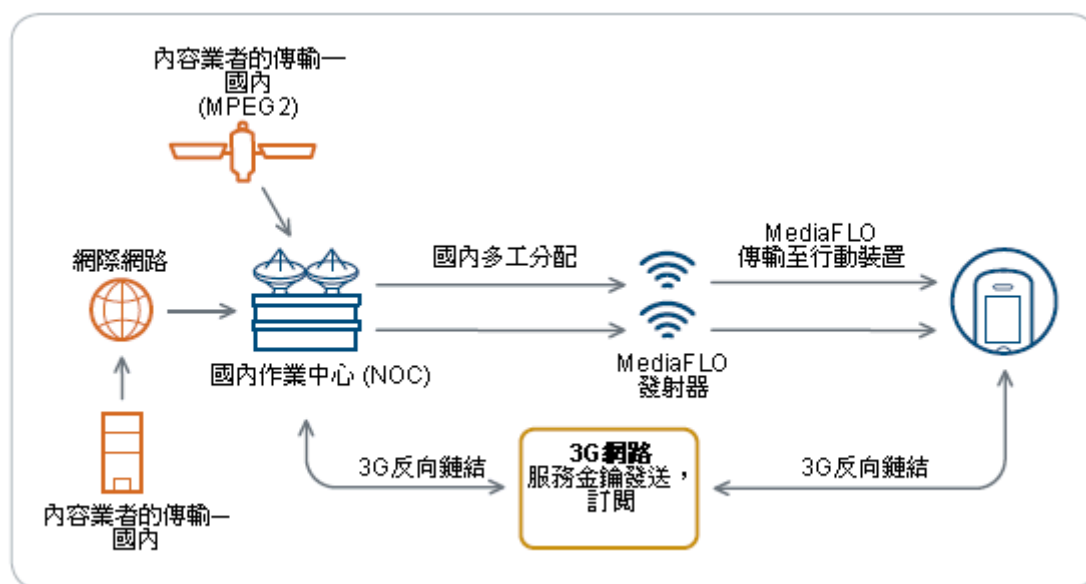 內容業者的傳輸—
國內
(MPEG2)
網際網路
國內多工分配
MediaFLO
傳輸至行動裝置
國內作業中心 (NOC)
MediaFLO
發射器
3G反向鏈結
3G網路
服務金鑰發送，
訂閱
3G反向鏈結
內容業者的傳輸—
國內